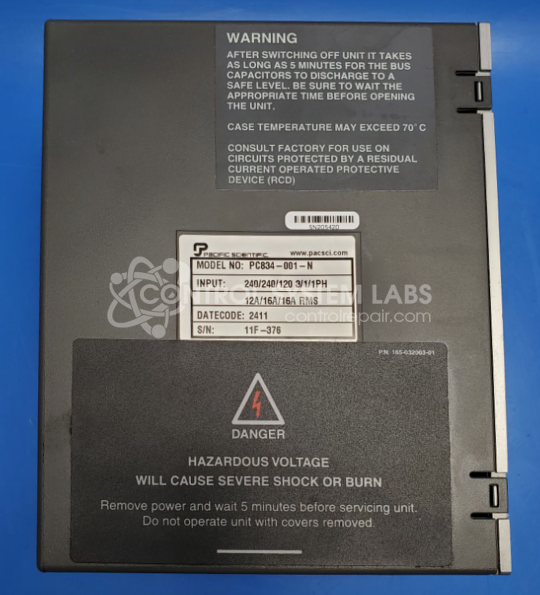 WARNING
AFTER SWITCHING OFF UNIT IT TAKES
AS LONG AS 5 MINUTES FOR THE BUS
CAPACITORS TO DISCHARGE TO A
SAFE LEVEL. BE SURE TO WAIT THE
APPROPRIATE TIME BEFORE OPENING
THE UNIT.
CASE TEMPERATURE MAY EXCEED 70°C
CONSULT FACTORY FOR USE ON
CIRCUITS PROTECTED BY A RESIDUAL
CURRENT OPERATED PROTECTIVE
DEVICE (RCD)
SN205420
PACIFIC SCIENTIFIC www.pacsci.com
MODEL NO: PC834-001-N
INPUT: 240/240/120 3/1/1PH
12A/16A/16A RMS
DATECODE: 2411
S/N: 11F-376
CONTROL SYSTEM LABS
controlrepair.com
P/N: 165-032003-01
DANGER
HAZARDOUS VOLTAGE
WILL CAUSE SEVERE SHOCK OR BURN
Remove power and wait 5 minutes before servicing unit.
Do not operate unit with covers removed.